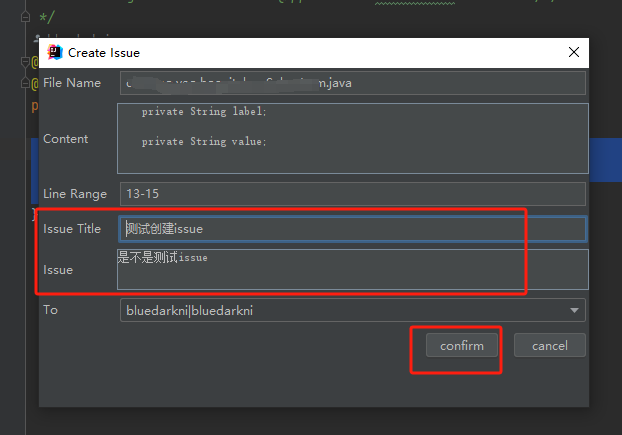 */
Create Issue
File Name
.java
Content
private String label;
private String value;
Line Range
13-15
Issue Title
测试创建issue
Issue
是不是测试issue
To
bluedarkni|bluedarkni
confirm
cancel